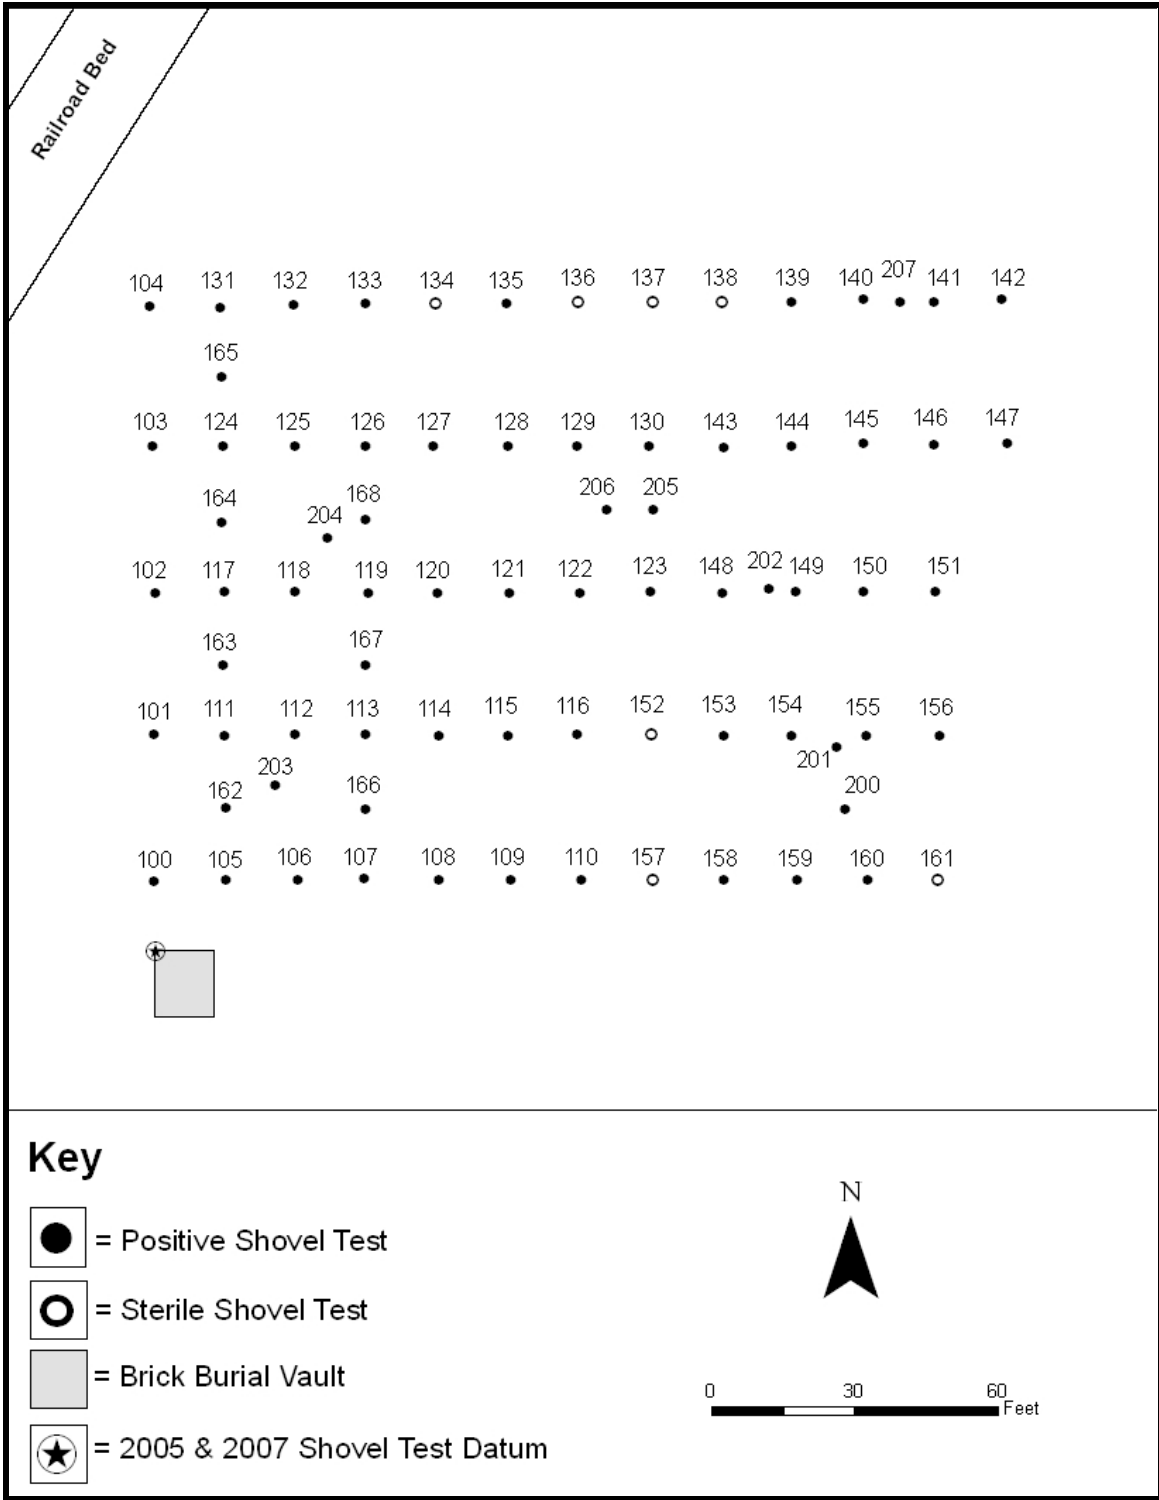 Railroad Bed
207
104 131 132 133 134 135 136 137 138 139 140 141 142
165
103 124 125 126 127 128 129 130 143 144 145 146 147
206 205
164 168
204
102 117 118 119 120 121 122 123 148 202 149 150 151
163 167
101 111 112 113 114 115 116 152 153 154 155 156
201
203
162 166 200
100 105 106 107 108 109 110 157 158 159 160 161
Key
= Positive Shovel Test
= Sterile Shovel Test
= Brick Burial Vault
= 2005 & 2007 Shovel Test Datum
N
0 30 60
Feet